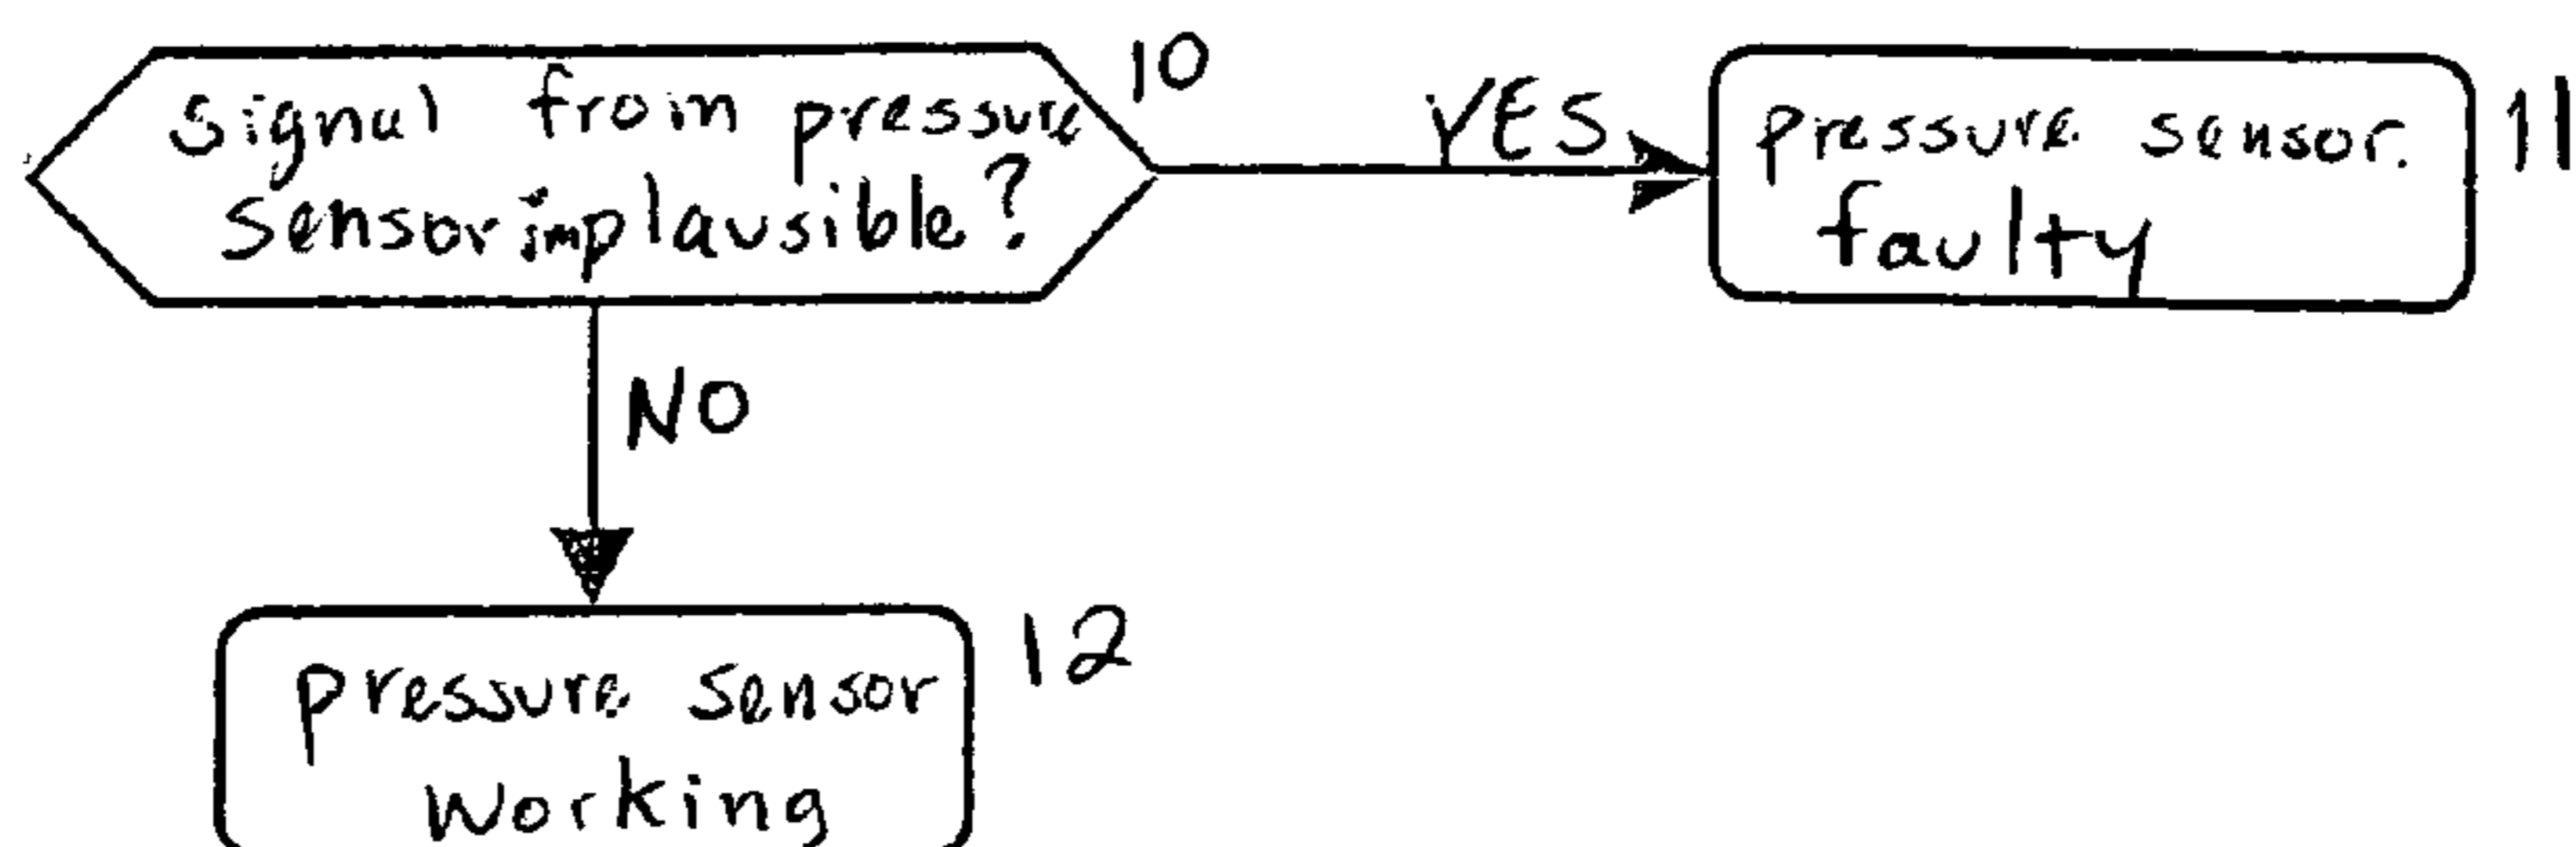 signal from pressure
sensor implausible?
10
YES
pressure sensor.
faulty
11
NO
pressure sensor
working
12